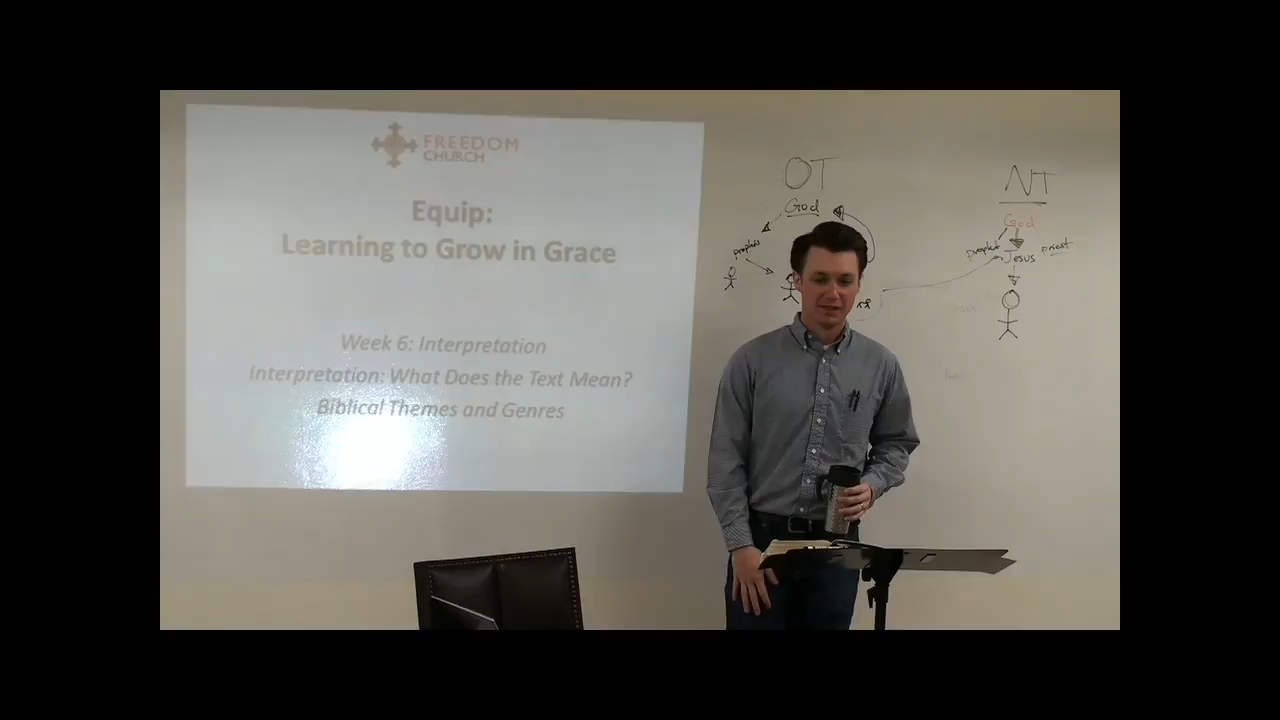 FREEDOM
CHURCH
Equip:
Learning to Grow in Grace
Week 6: Interpretation
Interpretation: What Does the Text Mean?
Biblical Themes and Genres
OT
God
prophets
NT
God
prophet
priest
Jesus